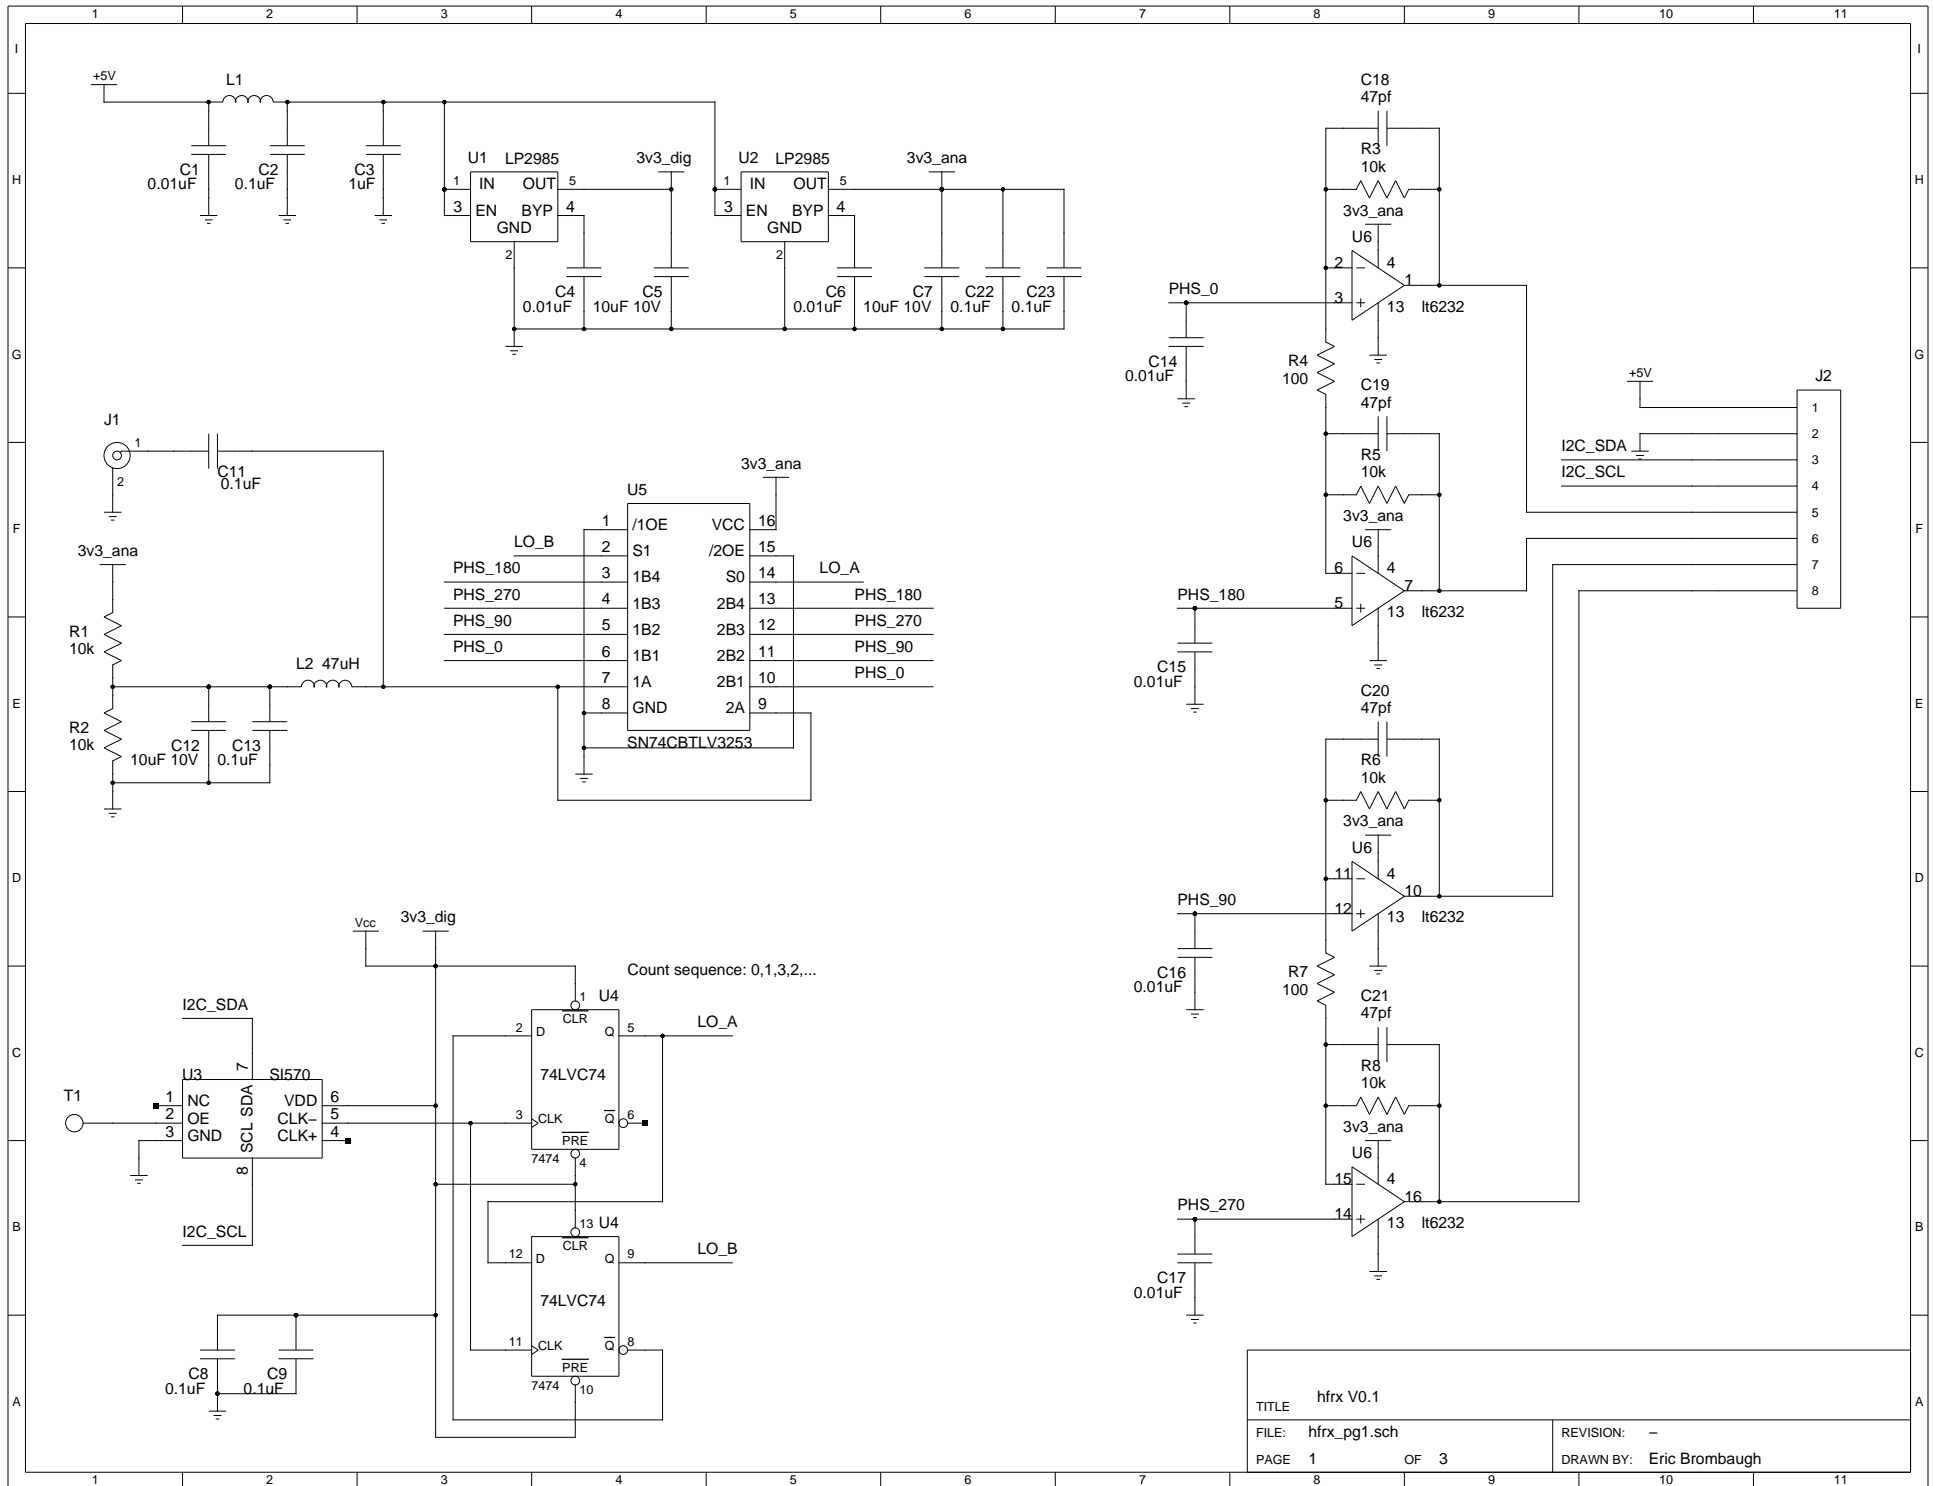 1 2 3 4 5 6 7 8 9 10 11
I I
H H
G G
F F
E E
D D
C C
B B
A A
+5V
L1
C1
0.01uF
C2
0.1uF
C3
1uF
U1 LP2985
1 IN OUT 5
3 EN BYP 4
GND
2
3v3_dig
C4
0.01uF
C5
10uF 10V
U2 LP2985
1 IN OUT 5
3 EN BYP 4
GND
2
3v3_ana
C6
0.01uF
C7
10uF 10V
C22
0.1uF
C23
0.1uF
J1
1
2
C11
0.1uF
3v3_ana
R1
10k
R2
10k
C12
10uF 10V
C13
0.1uF
L2 47uH
3v3_ana
U5
1 /1OE VCC 16
LO_B 2 S1 /2OE 15
PHS_180 3 1B4 S0 14 LO_A
PHS_270 4 1B3 2B4 13 PHS_180
PHS_90 5 1B2 2B3 12 PHS_270
PHS_0 6 1B1 2B2 11 PHS_90
7 1A 2B1 10 PHS_0
8 GND 2A 9
SN74CBTLV3253
Vcc
3v3_dig
Count sequence: 0,1,3,2,...
I2C_SDA
7
U3 SI570
T1
1 NC VDD 6
2 OE CLK– 5
3 GND CLK+ 4
SCL SDA
8
I2C_SCL
C8
0.1uF
C9
0.1uF
1 U4
CLR
2 D Q 5 LO_A
74LVC74
3 CLK Q 6
PRE
7474 4
13 U4
CLR
12 D Q 9 LO_B
74LVC74
11 CLK Q 8
PRE
7474 10
C18
47pf
R3
10k
3v3_ana
U6
2 – 4
1
PHS_0 3 + 13 lt6232
C14
0.01uF
R4
100
C19
47pf
R5
10k
3v3_ana
U6
6 – 4
7
PHS_180 5 + 13 lt6232
C15
0.01uF
C20
47pf
R6
10k
3v3_ana
U6
11 – 4
10
PHS_90 12 + 13 lt6232
C16
0.01uF
R7
100
C21
47pf
R8
10k
3v3_ana
U6
15 – 4
16
PHS_270 14 + 13 lt6232
C17
0.01uF
+5V
J2
1
2
I2C_SDA 3
I2C_SCL 4
5
6
7
8
TITLE hfrx V0.1
FILE: hfrx_pg1.sch REVISION: –
PAGE 1 OF 3 DRAWN BY: Eric Brombaugh
1 2 3 4 5 6 7 8 9 10 11